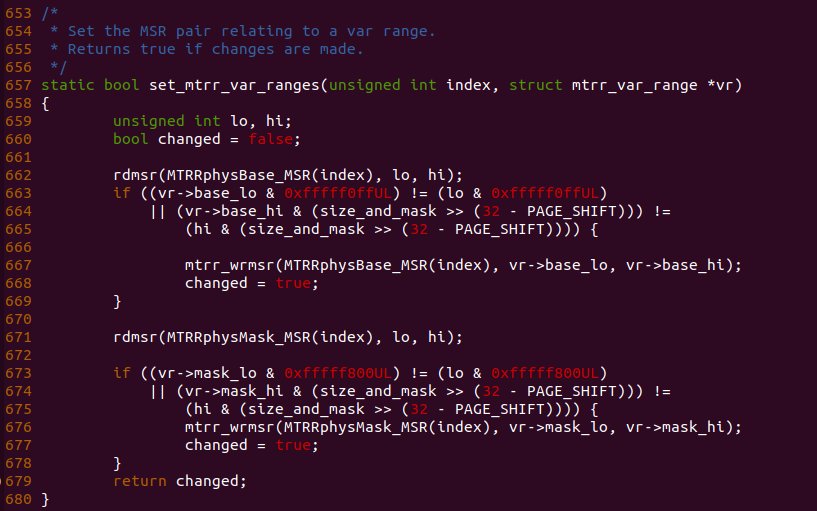 653 /*
654  * Set the MSR pair relating to a var range.
655  * Returns true if changes are made.
656  */
657 static bool set_mtrr_var_ranges(unsigned int index, struct mtrr_var_range *vr)
658 {
659         unsigned int lo, hi;
660         bool changed = false;
661
662         rdmsr(MTRRphysBase_MSR(index), lo, hi);
663         if ((vr->base_lo & 0xfffff0ffUL) != (lo & 0xfffff0ffUL)
664             || (vr->base_hi & (size_and_mask >> (32 - PAGE_SHIFT))) !=
665                 (hi & (size_and_mask >> (32 - PAGE_SHIFT)))) {
666
667                 mtrr_wrmsr(MTRRphysBase_MSR(index), vr->base_lo, vr->base_hi);
668                 changed = true;
669         }
670
671         rdmsr(MTRRphysMask_MSR(index), lo, hi);
672
673         if ((vr->mask_lo & 0xfffff800UL) != (lo & 0xfffff800UL)
674             || (vr->mask_hi & (size_and_mask >> (32 - PAGE_SHIFT))) !=
675                 (hi & (size_and_mask >> (32 - PAGE_SHIFT)))) {
676                 mtrr_wrmsr(MTRRphysMask_MSR(index), vr->mask_lo, vr->mask_hi);
677                 changed = true;
678         }
679         return changed;
680 }